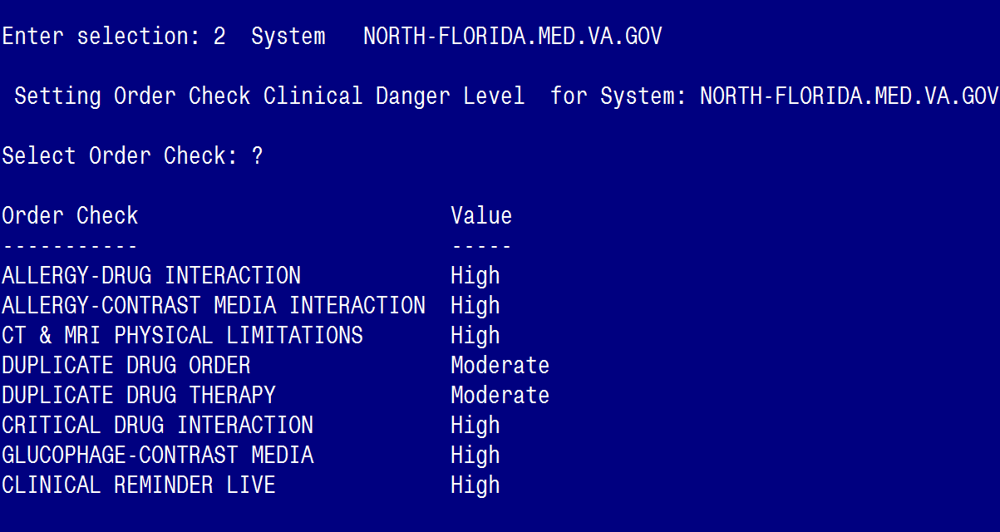 Enter selection: 2  System   NORTH-FLORIDA.MED.VA.GOV
 Setting Order Check Clinical Danger Level  for System: NORTH-FLORIDA.MED.VA.GOV
Select Order Check: ?
Order Check                         Value
-----------                         -----
ALLERGY-DRUG INTERACTION            High
ALLERGY-CONTRAST MEDIA INTERACTION  High
CT & MRI PHYSICAL LIMITATIONS       High
DUPLICATE DRUG ORDER                Moderate
DUPLICATE DRUG THERAPY              Moderate
CRITICAL DRUG INTERACTION           High
GLUCOPHAGE-CONTRAST MEDIA           High
CLINICAL REMINDER LIVE              High